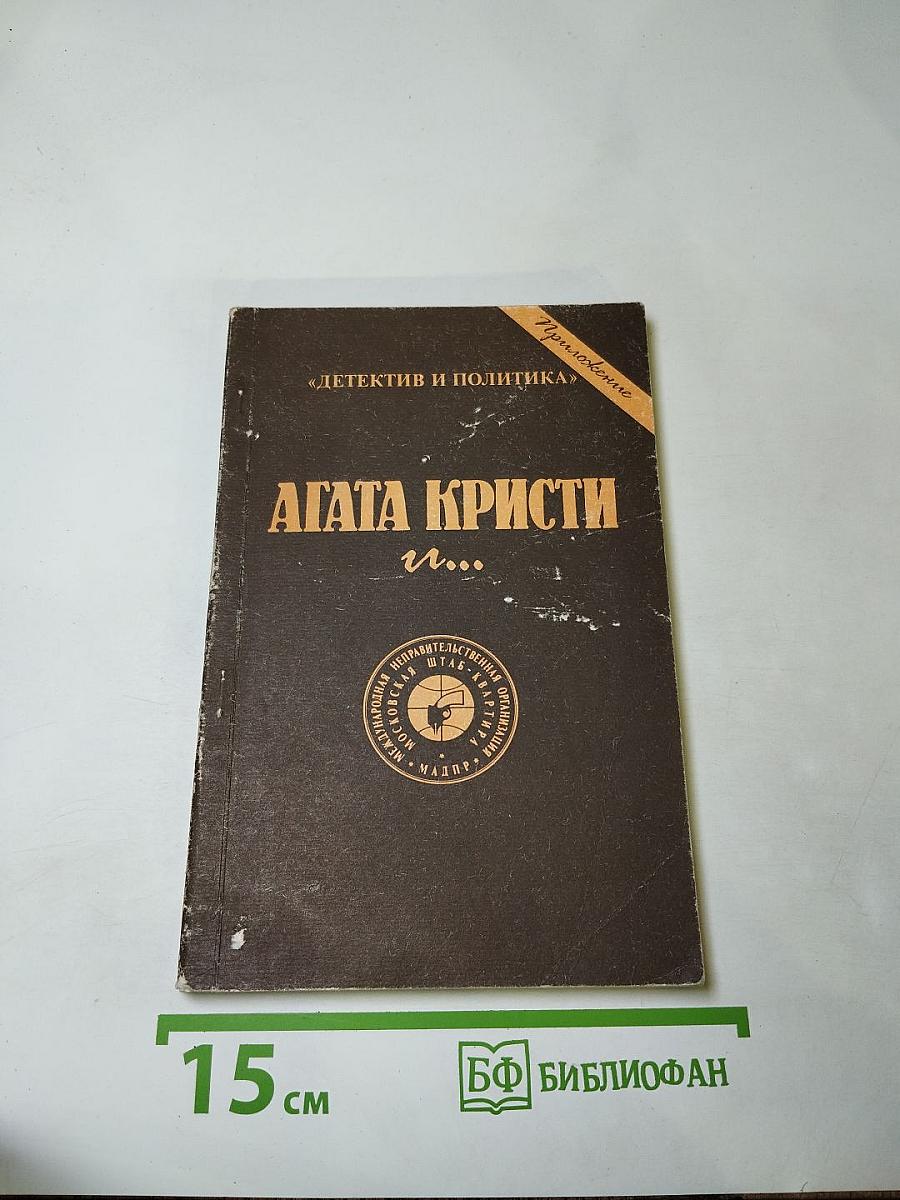 Приложение
«ДЕТЕКТИВ И ПОЛИТИКА»
АГАТА КРИСТИ
и...
МЕЖДУНАРОДНАЯ НЕПРАВИТЕЛЬСТВЕННАЯ ОРГАНИЗАЦИЯ
МОСКОВСКАЯ ШТАБ-КВАРТИРА
МАДПР
15 см
БФ БИБЛИОФАН